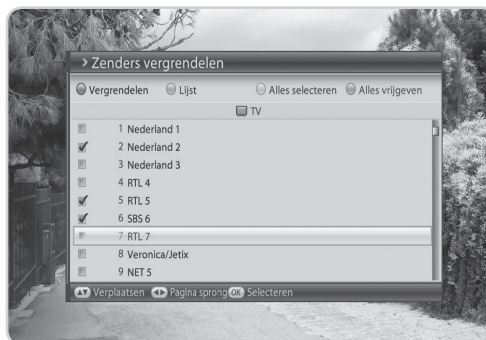 > Zenders vergrendelen
Vergrendelen Lijst Alles selecteren Alles vrijgeven
TV
1 Nederland 1
2 Nederland 2
3 Nederland 3
4 RTL 4
5 RTL 5
6 SBS 6
7 RTL 7
8 Veronica/Jetix
9 NET 5
▲▼ Verplaatsen ◀▶ Pagina sprong OK Selecteren